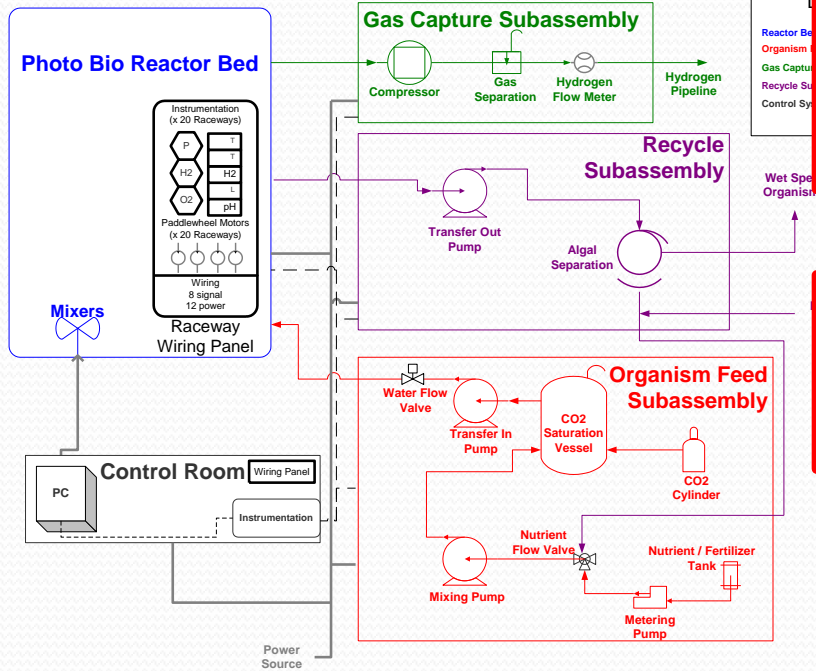 Photo Bio Reactor Bed
Instrumentation
(x 20 Raceways)
P
H2
O2
T
T
H2
L
pH
Paddlewheel Motors
(x 20 Raceways)
Wiring
8 signal
12 power
Raceway
Wiring Panel
Mixers
Gas Capture Subassembly
Compressor
Gas
Separation
Hydrogen
Flow Meter
Hydrogen
Pipeline
Reactor Be
Organism
Gas Captur
Recycle Su
Control Sys
Recycle
Subassembly
Transfer Out
Pump
Algal
Separation
Wet Spe
Organism
Organism Feed
Subassembly
Water Flow
Valve
Transfer In
Pump
CO2
Saturation
Vessel
CO2
Cylinder
Nutrient
Flow Valve
Nutrient / Fertilizer
Tank
Mixing Pump
Metering
Pump
Control Room
Wiring Panel
PC
Instrumentation
Power
Source